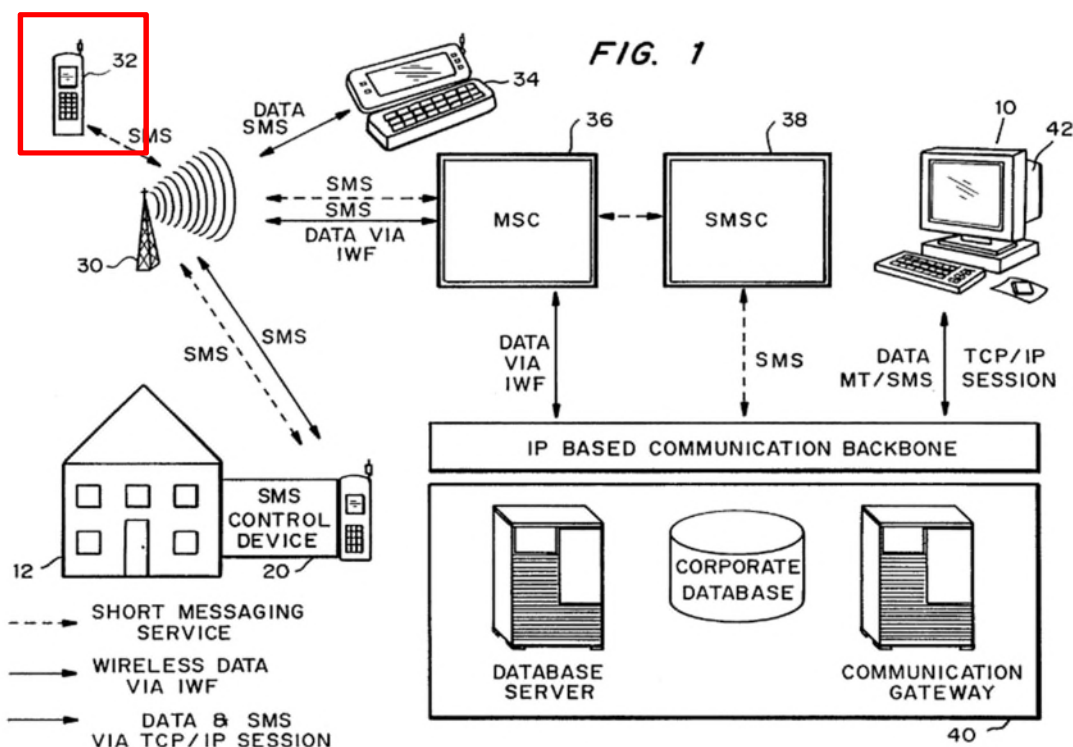 FIG. 1
32
SMS
DATA
SMS
34
36
38
10
42
30
SMS
SMS
DATA VIA
IWF
MSC
SMSC
SMS
SMS
DATA
VIA
IWF
SMS
DATA
MT/SMS
TCP/IP
SESSION
IP BASED COMMUNICATION BACKBONE
12
SMS
CONTROL
DEVICE
20
DATABASE
SERVER
CORPORATE
DATABASE
COMMUNICATION
GATEWAY
40
SHORT MESSAGING
SERVICE
WIRELESS DATA
VIA IWF
DATA & SMS
VIA TCP/IP SESSION